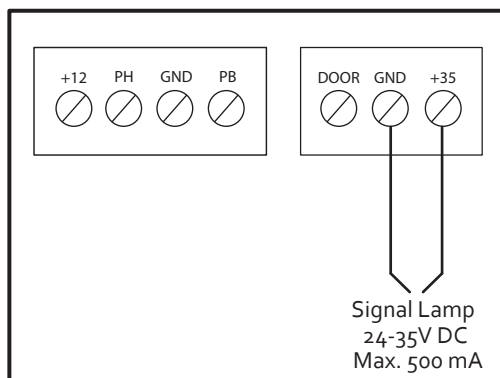 +12 PH GND PB DOOR GND +35
Signal Lamp
24-35V DC
Max. 500 mA